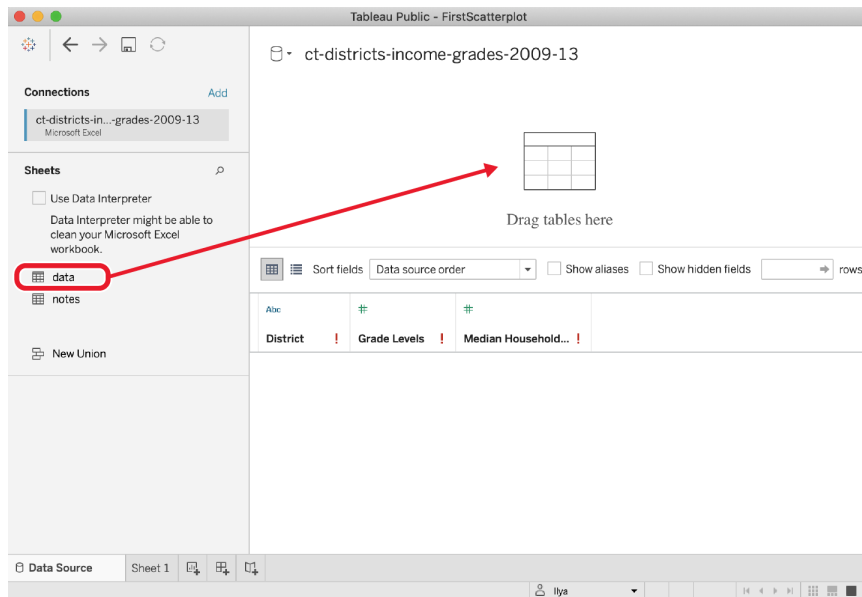 Tableau Public - FirstScatterplot
ct-districts-income-grades-2009-13
Connections
Add
ct-districts-in...-grades-2009-13
Microsoft Excel
Sheets
Use Data Interpreter
Data Interpreter might be able to
clean your Microsoft Excel
workbook.
data
notes
New Union
Drag tables here
Sort fields
Data source order
Show aliases
Show hidden fields
rows
Abc
#
#
District !
Grade Levels !
Median Household... !
Data Source
Sheet 1
Ilya